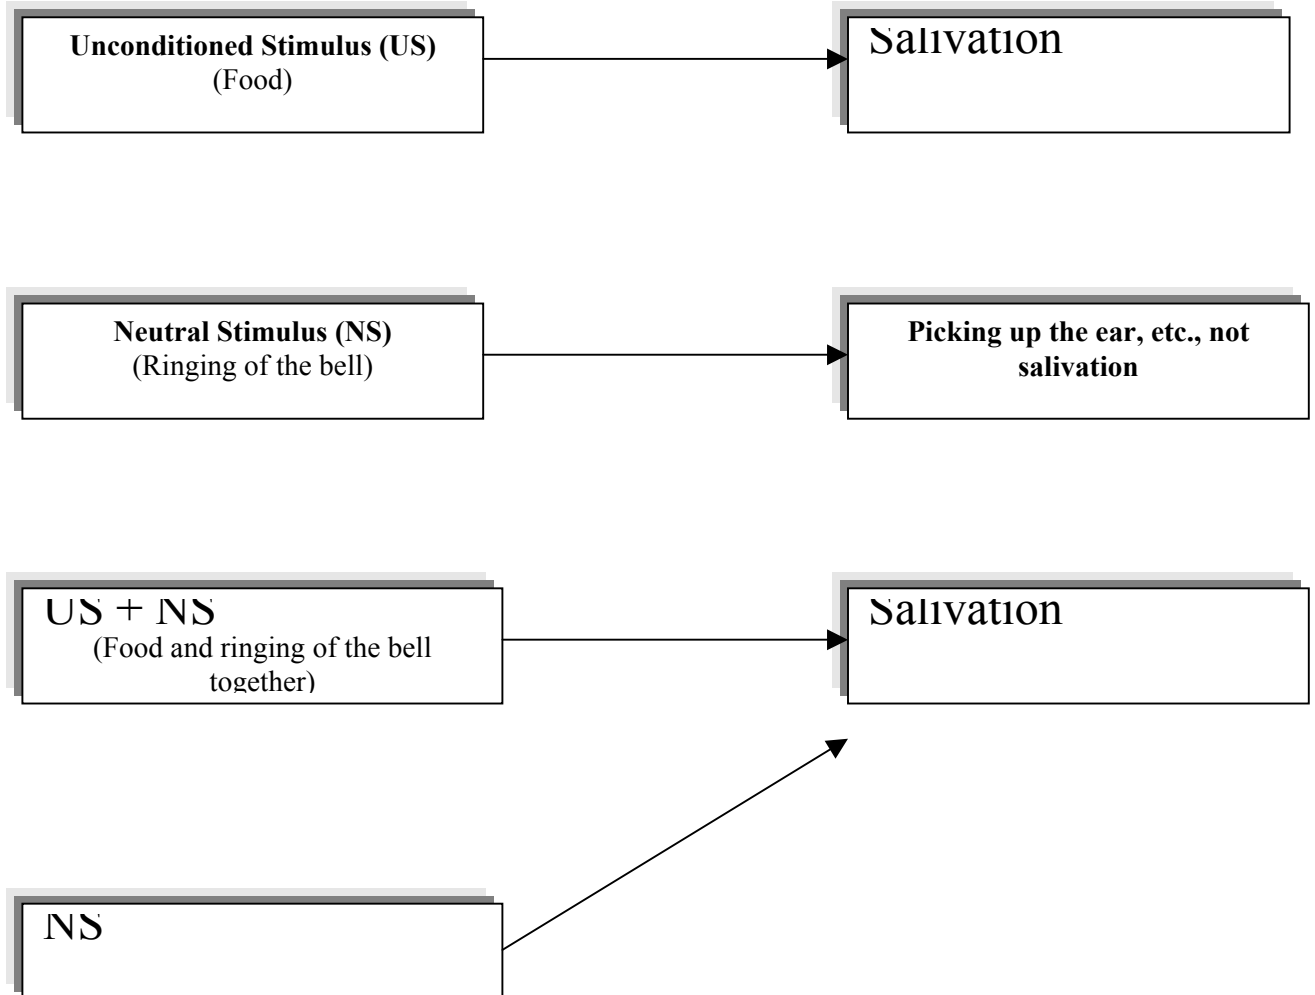 Unconditioned Stimulus (US)
(Food)
Salivation
Neutral Stimulus (NS)
(Ringing of the bell)
Picking up the ear, etc., not
salivation
US + NS
(Food and ringing of the bell
together)
Salivation
NS